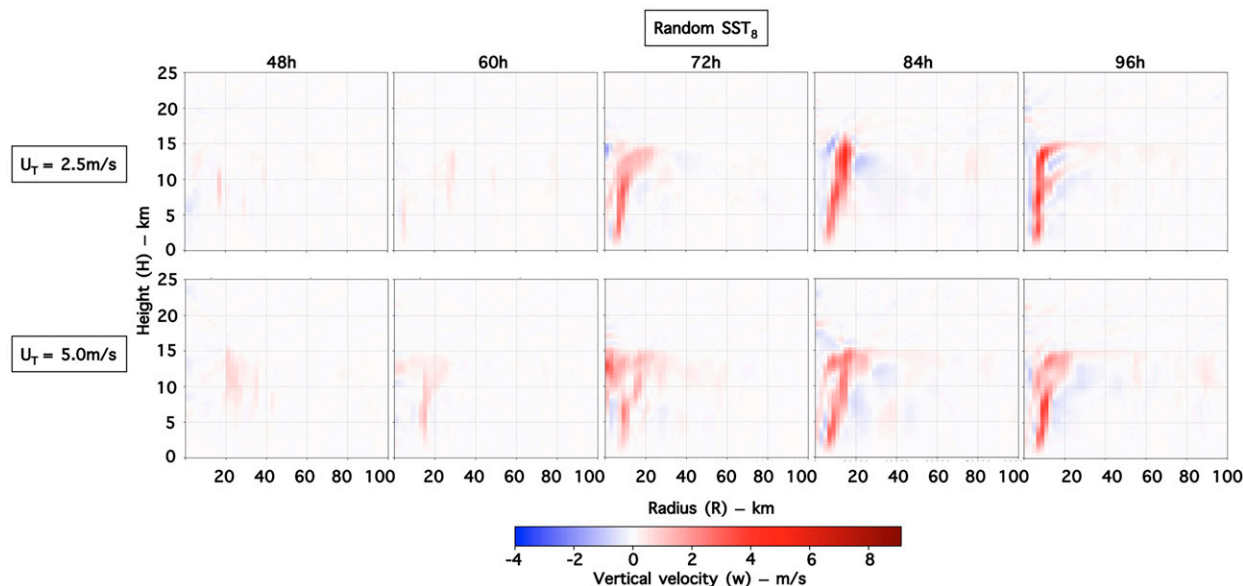 Random SST₈
48h 60h 72h 84h 96h
25
20
15
10
5
0
U_T = 2.5m/s
Height (H) – km
25
20
15
10
5
0
U_T = 5.0m/s
20 40 60 80 100 20 40 60 80 100 20 40 60 80 100 20 40 60 80 100 20 40 60 80 100
Radius (R) – km
-4 -2 0 2 4 6 8
Vertical velocity (w) – m/s